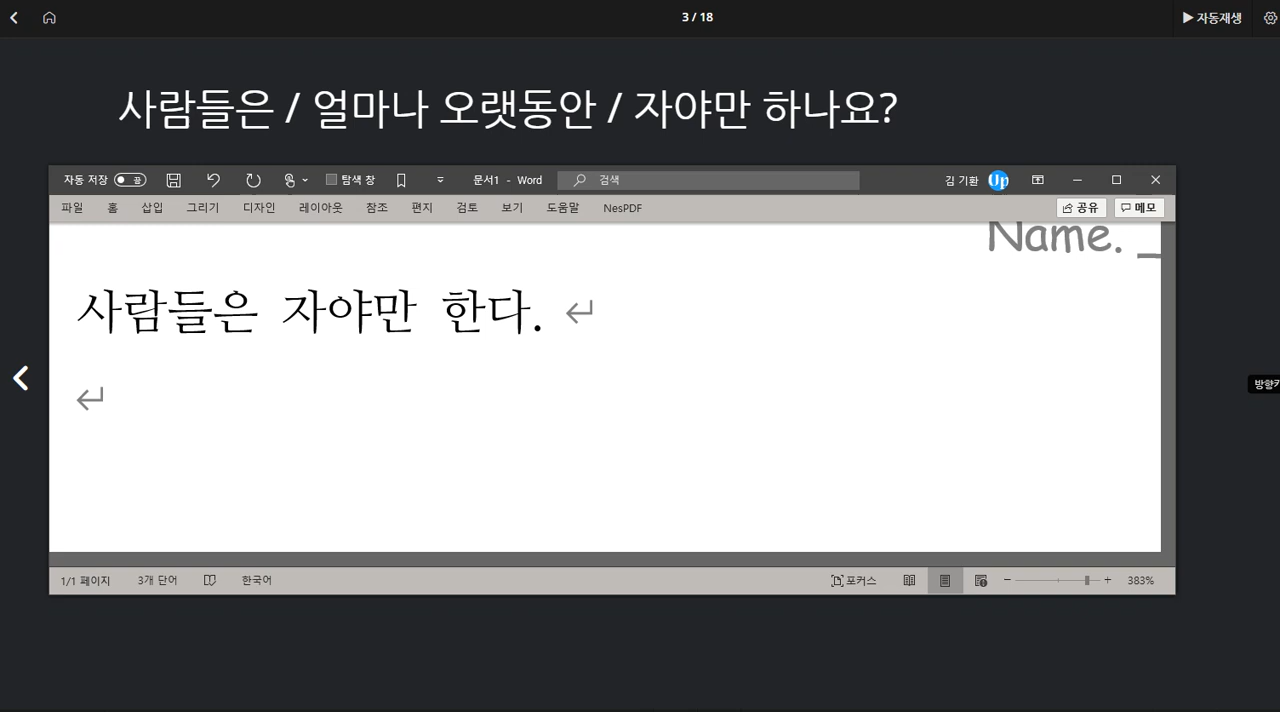 3 / 18
▶ 자동재생
사람들은 / 얼마나 오랫동안 / 자야만 하나요?
자동 저장 끔 탐색 창 문서1 - Word 검색 김 기환 Up
파일 홈 삽입 그리기 디자인 레이아웃 참조 편지 검토 보기 도움말 NesPDF 공유 메모
Name. _
사람들은 자야만 한다.
방향키
1/1 페이지 3개 단어 한국어 포커스 383%